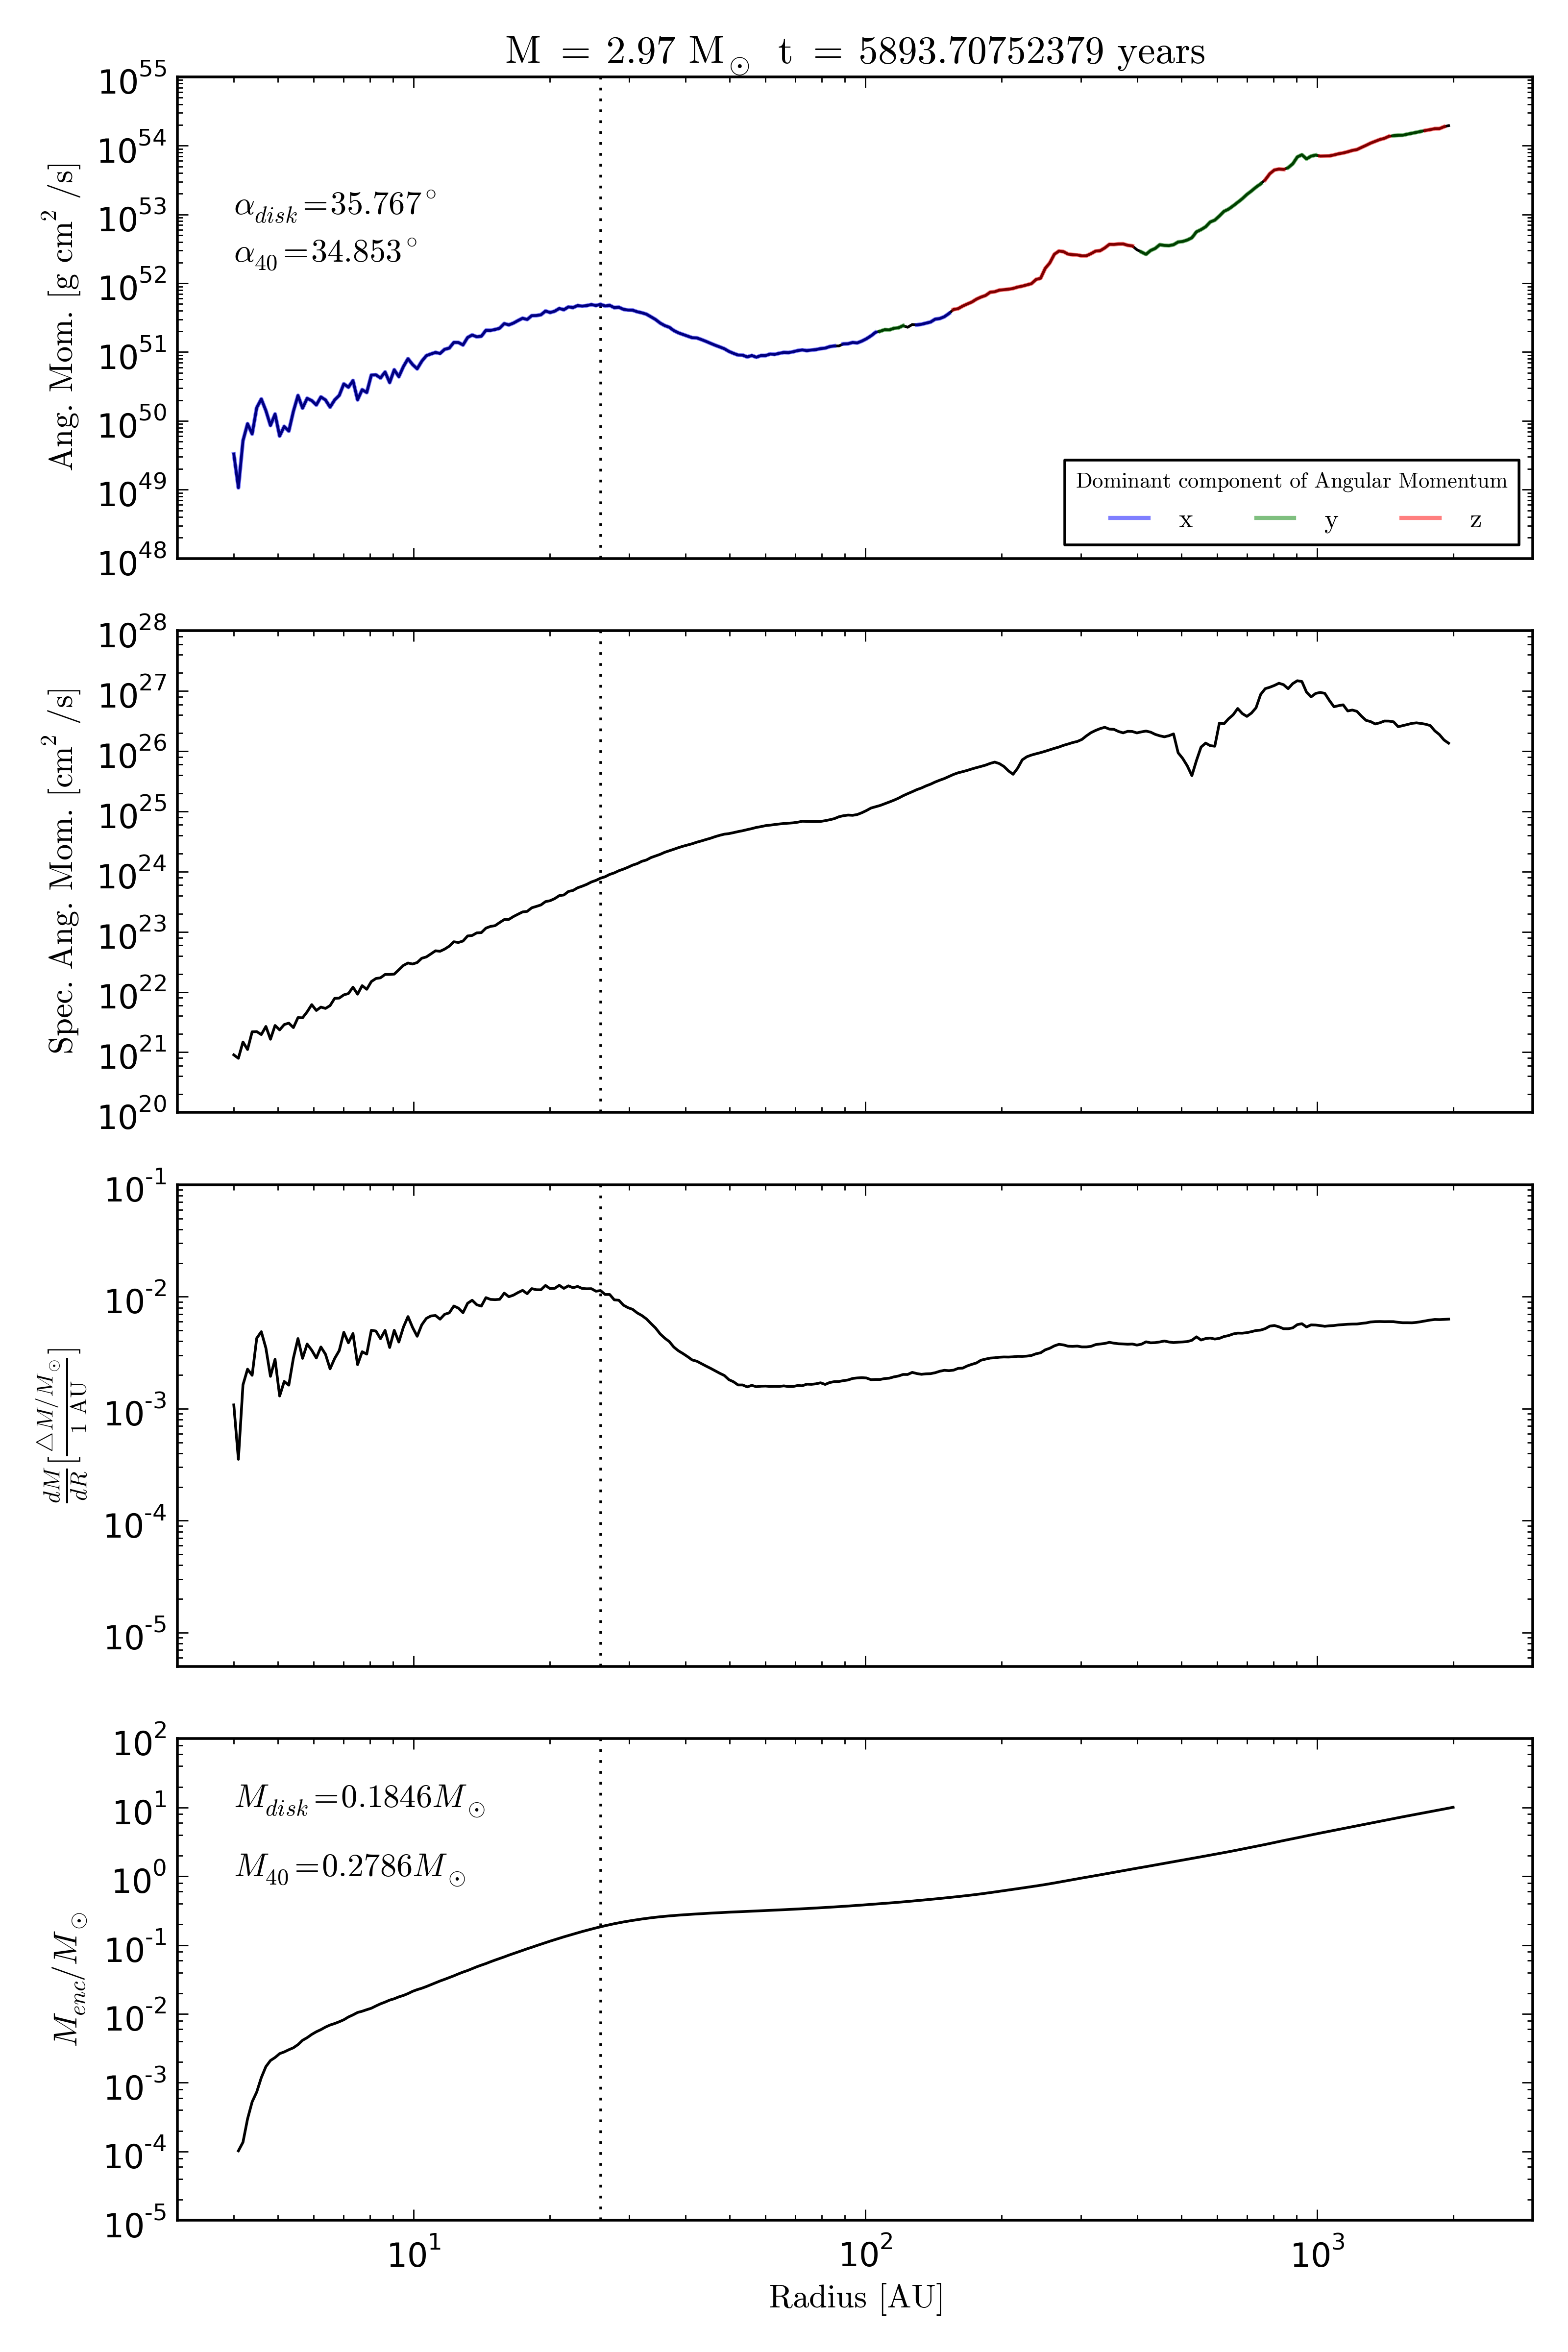 M = 2.97 M⊙ t = 5893.70752379 years
10^55
10^54
10^53
10^52
10^51
10^50
10^49
10^48
Ang. Mom. [g cm^2 /s]
α_disk=35.767°
α_40=34.853°
Dominant component of Angular Momentum
x y z
10^28
10^27
10^26
10^25
10^24
10^23
10^22
10^21
10^20
Spec. Ang. Mom. [cm^2 /s]
10^-1
10^-2
10^-3
10^-4
10^-5
dM/dR [△M/M⊙ / 1 AU]
10^2
10^1
10^0
10^-1
10^-2
10^-3
10^-4
10^-5
M_enc/M⊙
M_disk=0.1846M⊙
M_40=0.2786M⊙
10^1 10^2 10^3
Radius [AU]